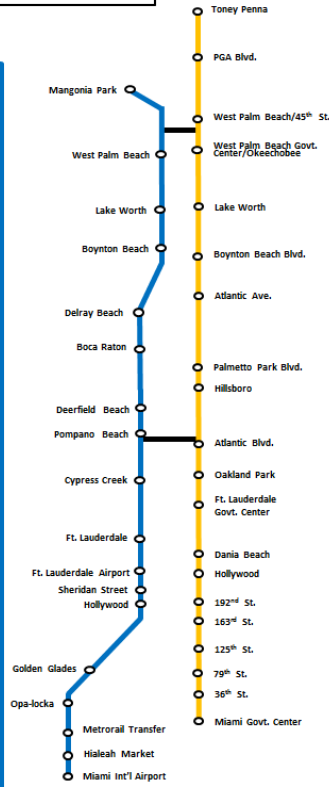 Toney Penna
PGA Blvd.
Mangonia Park
West Palm Beach/45th St.
West Palm Beach Govt.
Center/Okeechobee
West Palm Beach
Lake Worth
Lake Worth
Boynton Beach
Boynton Beach Blvd.
Atlantic Ave.
Delray Beach
Boca Raton
Palmetto Park Blvd.
Hillsboro
Deerfield Beach
Pompano Beach
Atlantic Blvd.
Cypress Creek
Oakland Park
Ft. Lauderdale
Govt. Center
Ft. Lauderdale
Dania Beach
Ft. Lauderdale Airport
Hollywood
Sheridan Street
Hollywood
192nd St.
163rd St.
125th St.
Golden Glades
79th St.
36th St.
Opa-locka
Miami Govt. Center
Metrorail Transfer
Hialeah Market
Miami Int'l Airport